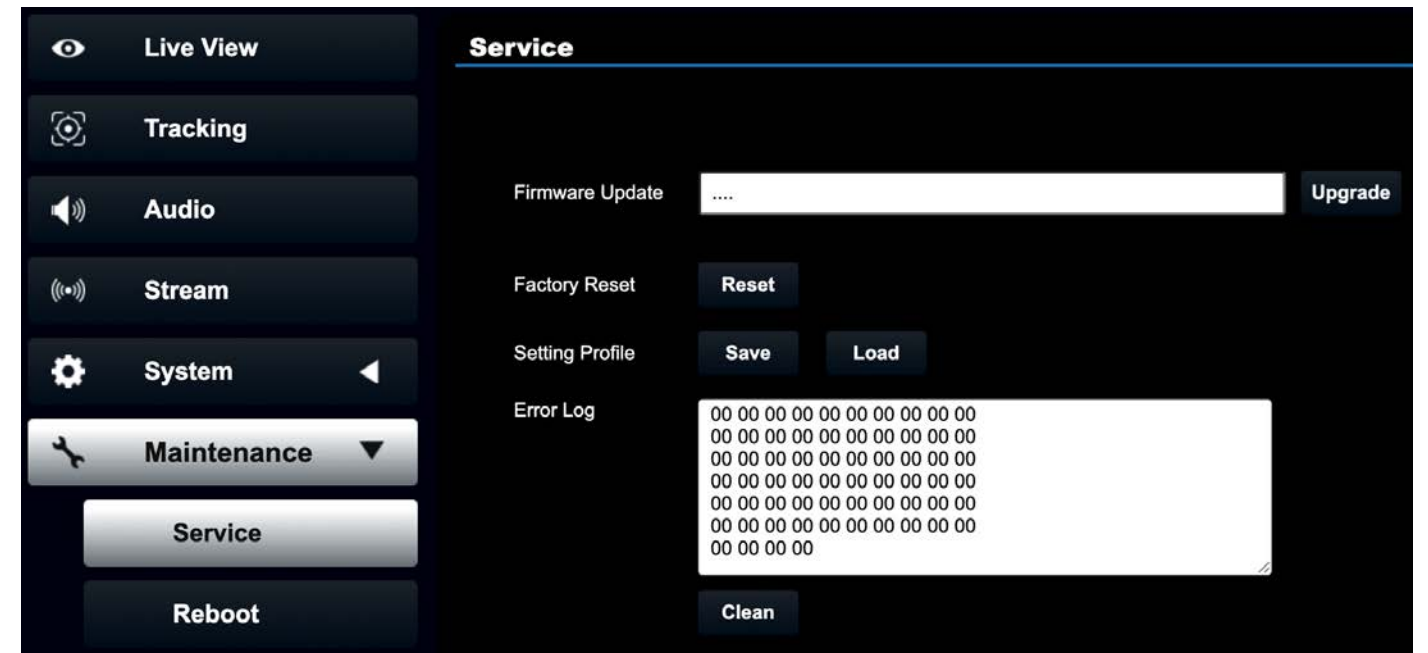 Live View
Tracking
Audio
Stream
System
Maintenance
Service
Reboot
Service
Firmware Update .... Upgrade
Factory Reset Reset
Setting Profile Save Load
Error Log
00 00 00 00 00 00 00 00 00 00
00 00 00 00 00 00 00 00 00 00
00 00 00 00 00 00 00 00 00 00
00 00 00 00 00 00 00 00 00 00
00 00 00 00 00 00 00 00 00 00
00 00 00 00 00 00 00 00 00 00
00 00 00 00
Clean